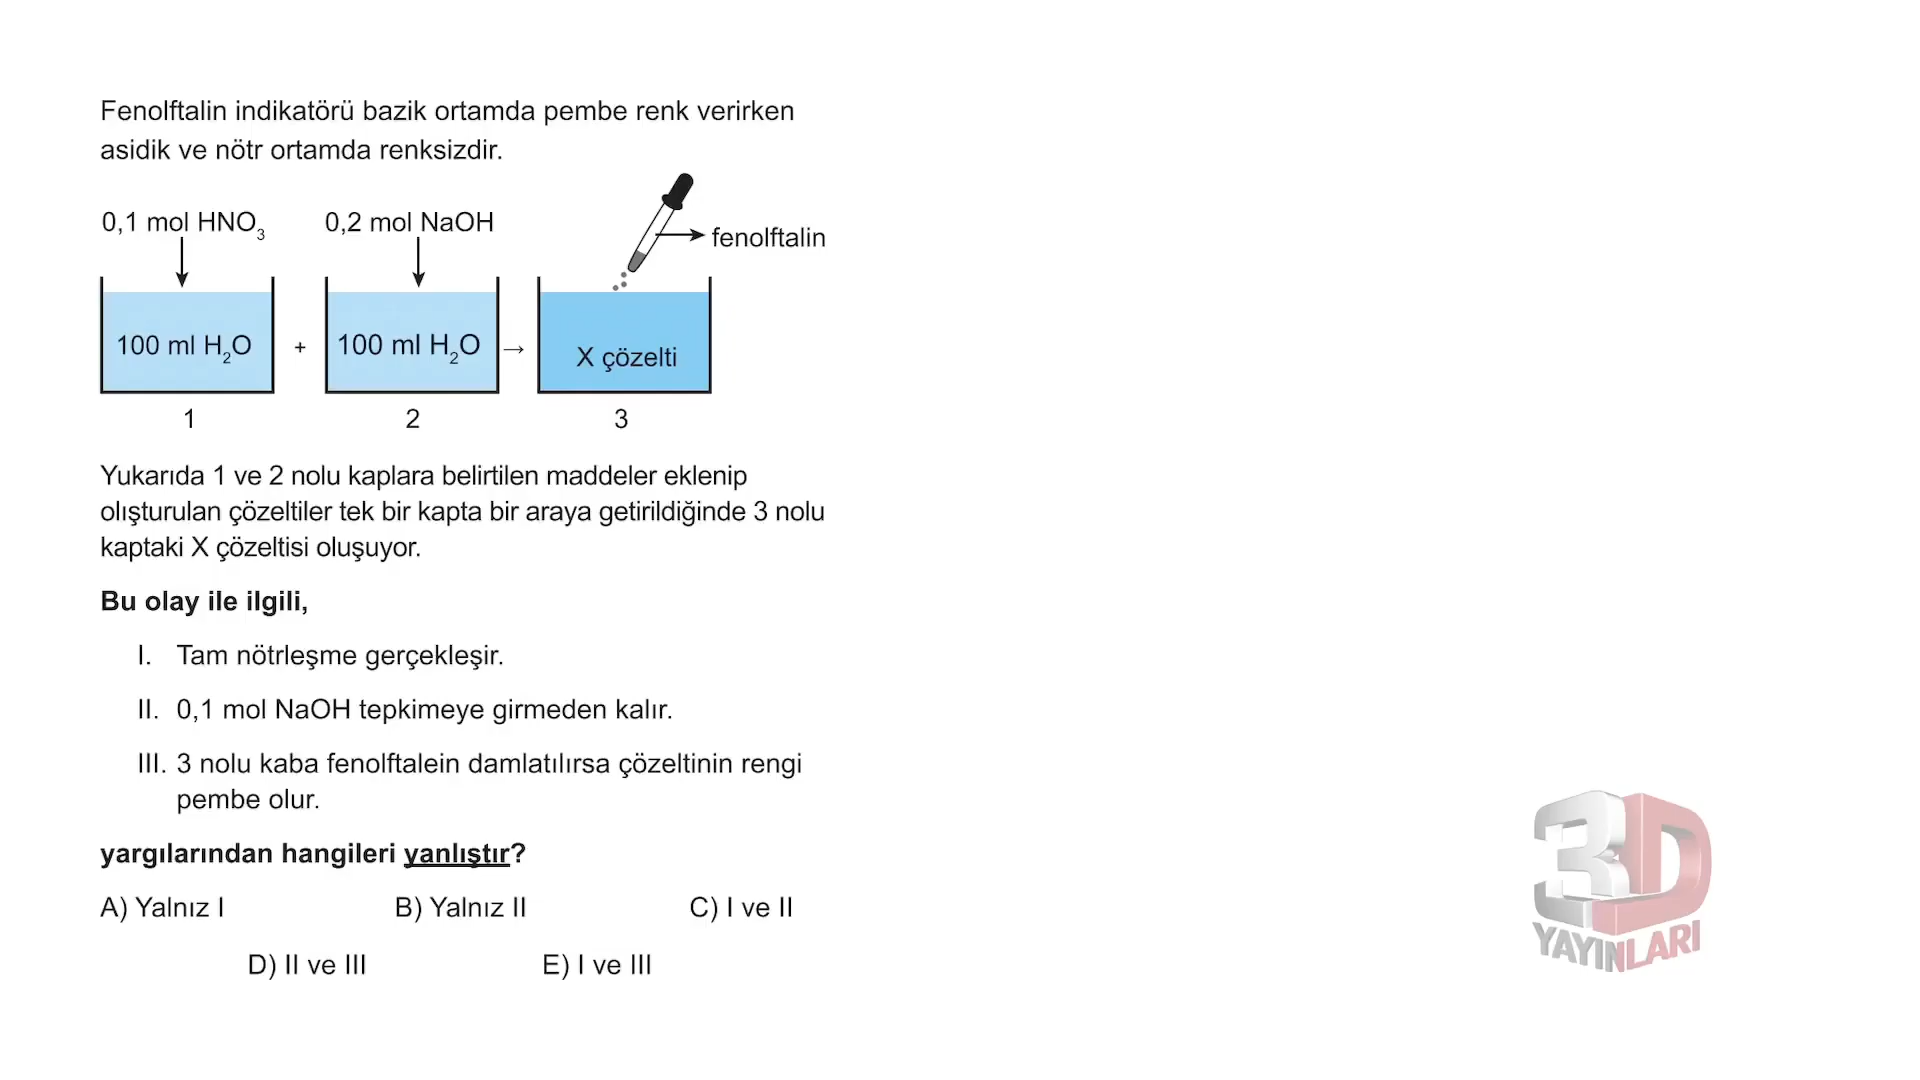 Fenolftalin indikatörü bazik ortamda pembe renk verirken
asidik ve nötr ortamda renksizdir.
0,1 mol HNO₃
0,2 mol NaOH
fenolftalin
100 ml H₂O
+
100 ml H₂O
→
X çözelti
1
2
3
Yukarıda 1 ve 2 nolu kaplara belirtilen maddeler eklenip
olışturulan çözeltiler tek bir kapta bir araya getirildiğinde 3 nolu
kaptaki X çözeltisi oluşuyor.
Bu olay ile ilgili,
I. Tam nötrleşme gerçekleşir.
II. 0,1 mol NaOH tepkimeye girmeden kalır.
III. 3 nolu kaba fenolftalein damlatılırsa çözeltinin rengi
pembe olur.
yargılarından hangileri yanlıştır?
A) Yalnız I B) Yalnız II C) I ve II
D) II ve III E) I ve III
3D
YAYINLARI